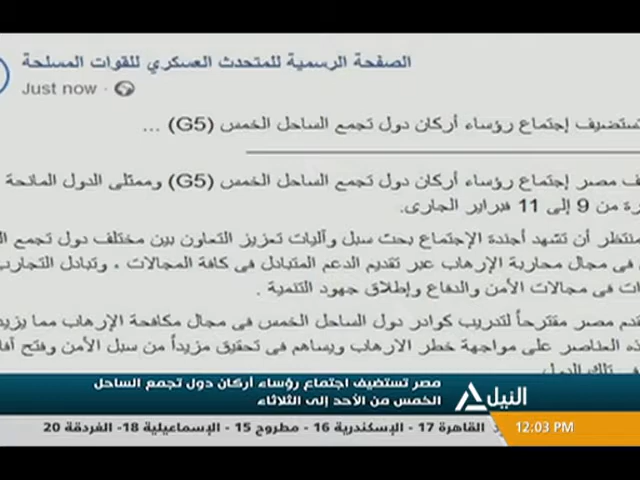 الصفحة الرسمية للمتحدث العسكري للقوات المسلحة
Just now
تستضيف إجتماع رؤساء أركان دول تجمع الساحل الخمس (G5) ...
مصر إجتماع رؤساء أركان دول تجمع الساحل الخمس (G5) وممثلى الدول المانحة
من 9 إلى 11 فبراير الجارى.
أن تشهد أجندة الإجتماع بحث سبل وآليات تعزيز التعاون بين مختلف دول تجمع
فى مجال محاربة الإرهاب عبر تقديم الدعم المتبادل فى كافة المجالات ، وتبادل
فى مجالات الأمن والدفاع وإطلاق جهود التنمية .
مصر مقترحاً لتدريب كوادر دول الساحل الخمس فى مجال مكافحة الإرهاب مما
العناصر على مواجهة خطر الارهاب ويساهم فى تحقيق مزيداً من سبل الأمن وفتح
فى تلك الدول
مصر تستضيف اجتماع رؤساء أركان دول تجمع الساحل
الخمس من الأحد إلى الثلاثاء
النيل
القاهرة 17 - الإسكندرية 16 - مطروح 15 - الإسماعيلية 18- الغردقة 20
12:03 PM